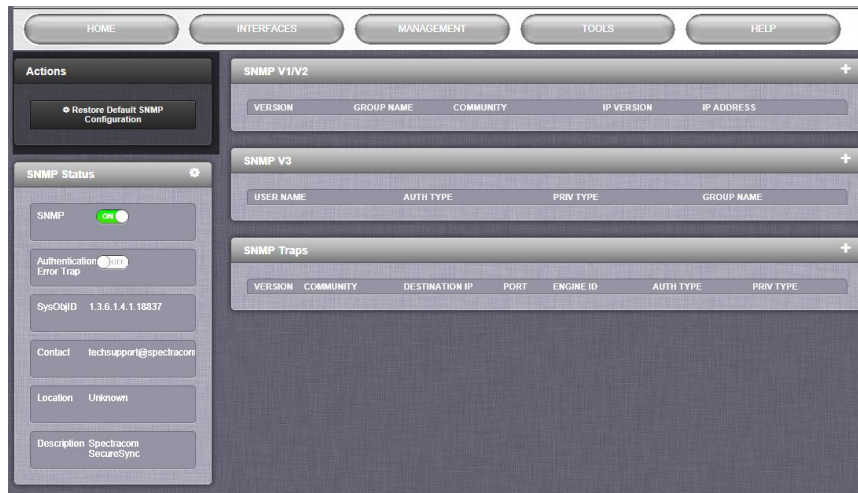 HOME INTERFACES MANAGEMENT TOOLS HELP
Actions
Restore Default SNMP
Configuration
SNMP Status
SNMP ON
Authentication OFF
Error Trap
SysObjID 1.3.6.1.4.1.18837
Contact techsupport@spectracom
Location Unknown
Description Spectracom
SecureSync
SNMP V1/V2
VERSION GROUP NAME COMMUNITY IP VERSION IP ADDRESS
SNMP V3
USER NAME AUTH TYPE PRIV TYPE GROUP NAME
SNMP Traps
VERSION COMMUNITY DESTINATION IP PORT ENGINE ID AUTH TYPE PRIV TYPE